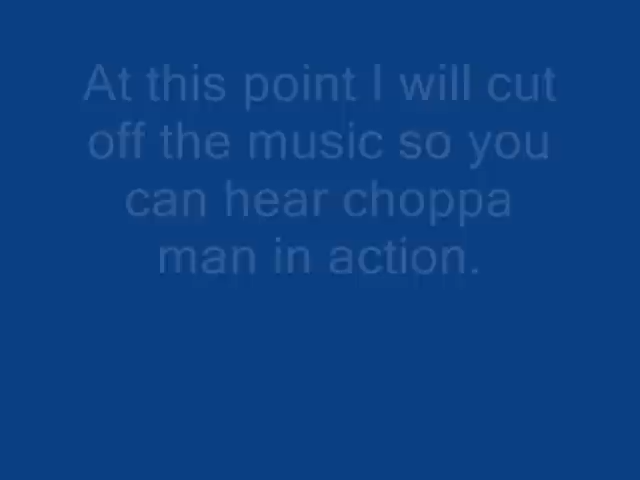 At this point I will cut
off the music so you
can hear choppa
man in action.